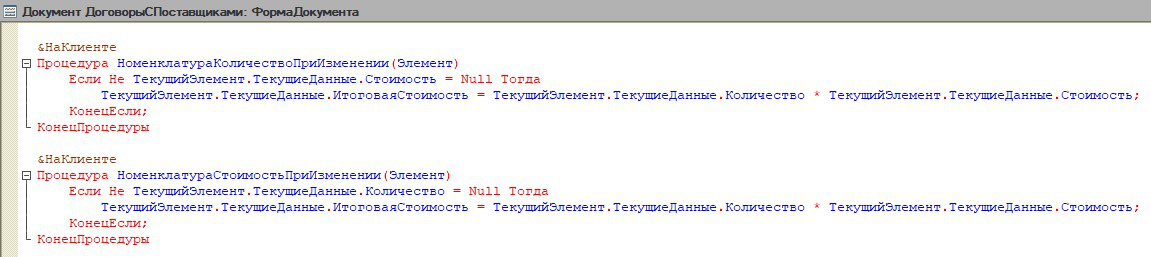 Документ ДоговорыСПоставщиками: ФормаДокумента
&НаКлиенте
Процедура НоменклатураКоличествоПриИзменении(Элемент)
Если Не ТекущийЭлемент.ТекущиеДанные.Стоимость = Null Тогда
ТекущийЭлемент.ТекущиеДанные.ИтоговаяСтоимость = ТекущийЭлемент.ТекущиеДанные.Количество * ТекущийЭлемент.ТекущиеДанные.Стоимость;
КонецЕсли;
КонецПроцедуры
&НаКлиенте
Процедура НоменклатураСтоимостьПриИзменении(Элемент)
Если Не ТекущийЭлемент.ТекущиеДанные.Количество = Null Тогда
ТекущийЭлемент.ТекущиеДанные.ИтоговаяСтоимость = ТекущийЭлемент.ТекущиеДанные.Количество * ТекущийЭлемент.ТекущиеДанные.Стоимость;
КонецЕсли;
КонецПроцедуры